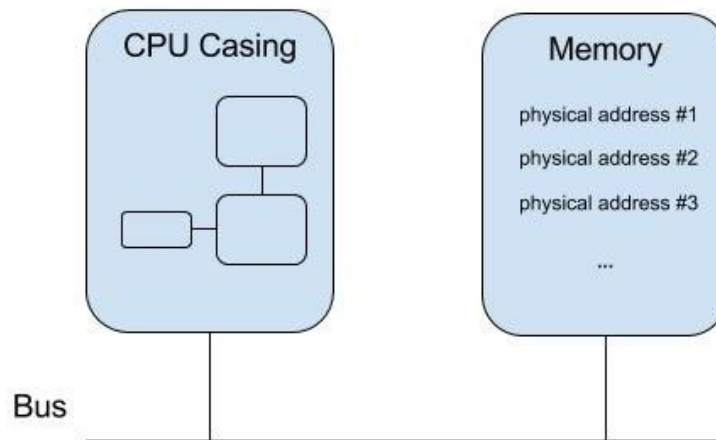 CPU Casing
Memory
physical address #1
physical address #2
physical address #3
...
Bus